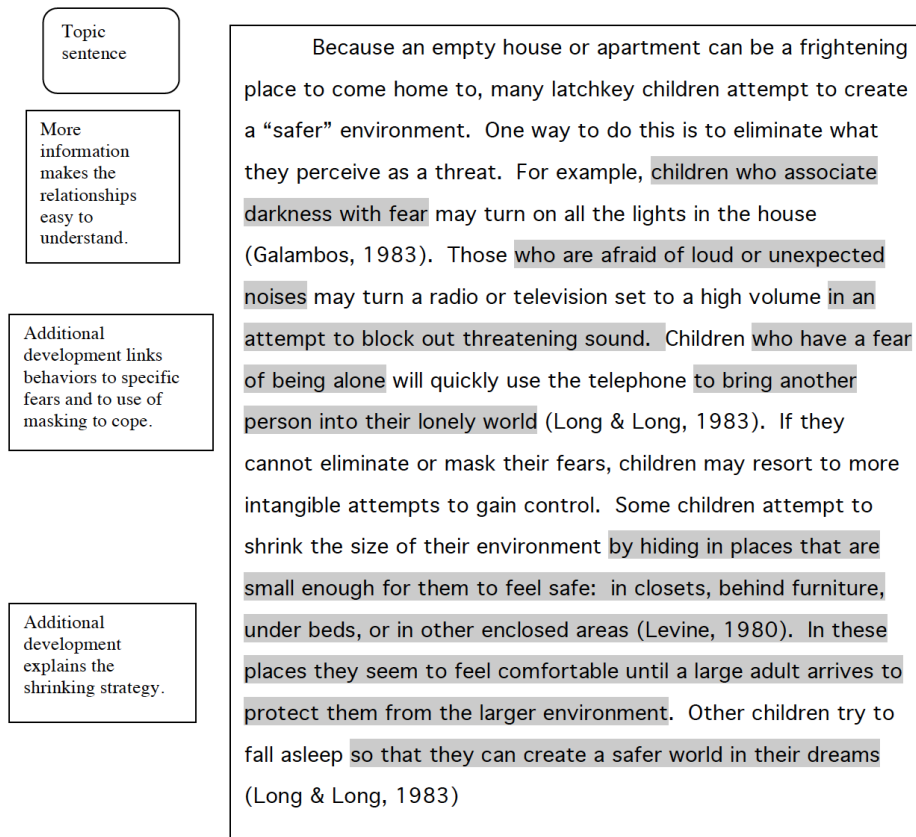 Topic
sentence
More
information
makes the
relationships
easy to
understand.
Additional
development links
behaviors to specific
fears and to use of
masking to cope.
Additional
development
explains the
shrinking strategy.
Because an empty house or apartment can be a frightening
place to come home to, many latchkey children attempt to create
a “safer” environment.  One way to do this is to eliminate what
they perceive as a threat.  For example, children who associate
darkness with fear may turn on all the lights in the house
(Galambos, 1983).  Those who are afraid of loud or unexpected
noises may turn a radio or television set to a high volume in an
attempt to block out threatening sound.  Children who have a fear
of being alone will quickly use the telephone to bring another
person into their lonely world (Long & Long, 1983).  If they
cannot eliminate or mask their fears, children may resort to more
intangible attempts to gain control.  Some children attempt to
shrink the size of their environment by hiding in places that are
small enough for them to feel safe:  in closets, behind furniture,
under beds, or in other enclosed areas (Levine, 1980).  In these
places they seem to feel comfortable until a large adult arrives to
protect them from the larger environment.  Other children try to
fall asleep so that they can create a safer world in their dreams
(Long & Long, 1983)